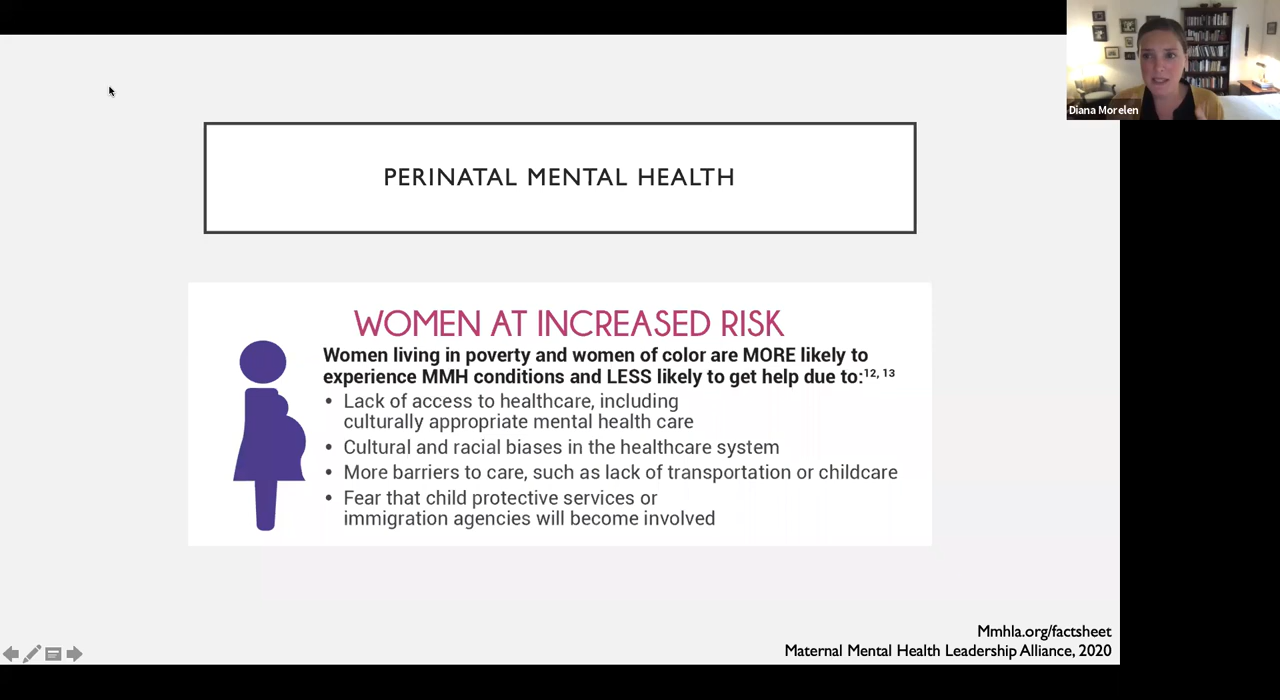 Diana Morelen
PERINATAL MENTAL HEALTH
WOMEN AT INCREASED RISK
Women living in poverty and women of color are MORE likely to
experience MMH conditions and LESS likely to get help due to:12, 13
• Lack of access to healthcare, including
culturally appropriate mental health care
• Cultural and racial biases in the healthcare system
• More barriers to care, such as lack of transportation or childcare
• Fear that child protective services or
immigration agencies will become involved
Mmhla.org/factsheet
Maternal Mental Health Leadership Alliance, 2020